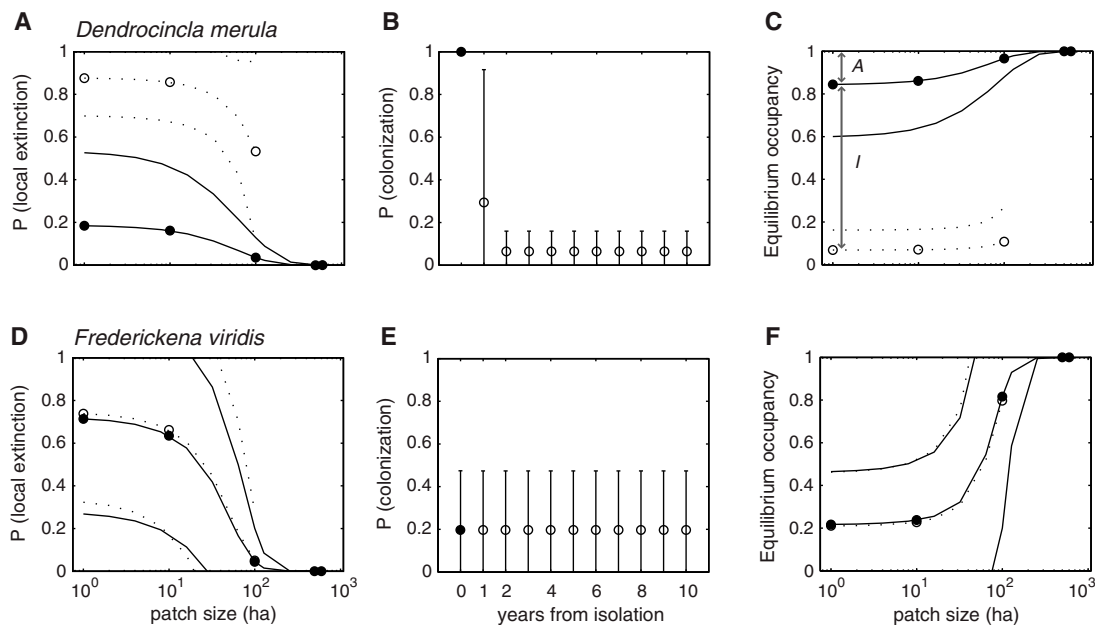 A
Dendrocincla merula
B
C
1
0.8
0.6
0.4
0.2
0
P (local extinction)
1
0.8
0.6
0.4
0.2
0
P (colonization)
1
0.8
0.6
0.4
0.2
0
Equilibrium occupancy
A
I
D
Frederickena viridis
E
F
1
0.8
0.6
0.4
0.2
0
P (local extinction)
10^0 10^1 10^2 10^3
patch size (ha)
1
0.8
0.6
0.4
0.2
0
P (colonization)
0 1 2 4 6 8 10
years from isolation
1
0.8
0.6
0.4
0.2
0
Equilibrium occupancy
10^0 10^1 10^2 10^3
patch size (ha)